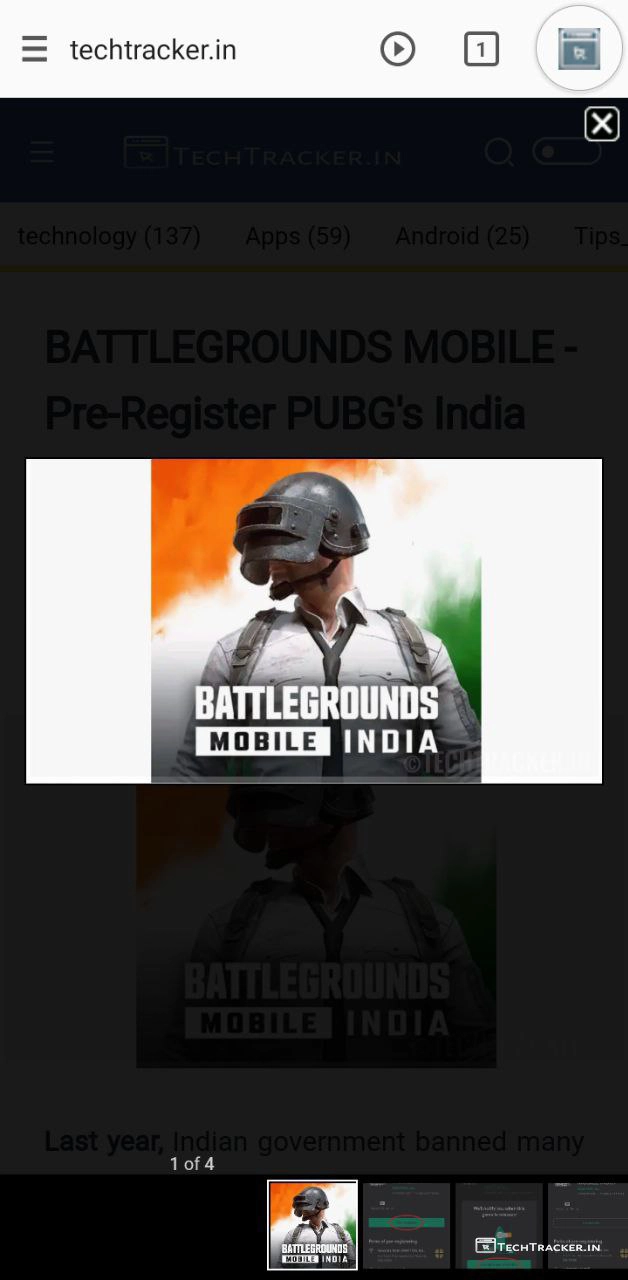 techtracker.in
1
TECHTRACKER.IN
technology (137) Apps (59) Android (25) Tips_
BATTLEGROUNDS MOBILE -
Pre-Register PUBG's India
BATTLEGROUNDS
MOBILE INDIA
©TECHTRACKER.IN
BATTLEGROUNDS
MOBILE INDIA
Last year, Indian government banned many
1 of 4
BATTLEGROUNDS
MOBILE INDIA
TECHTRACKER.IN